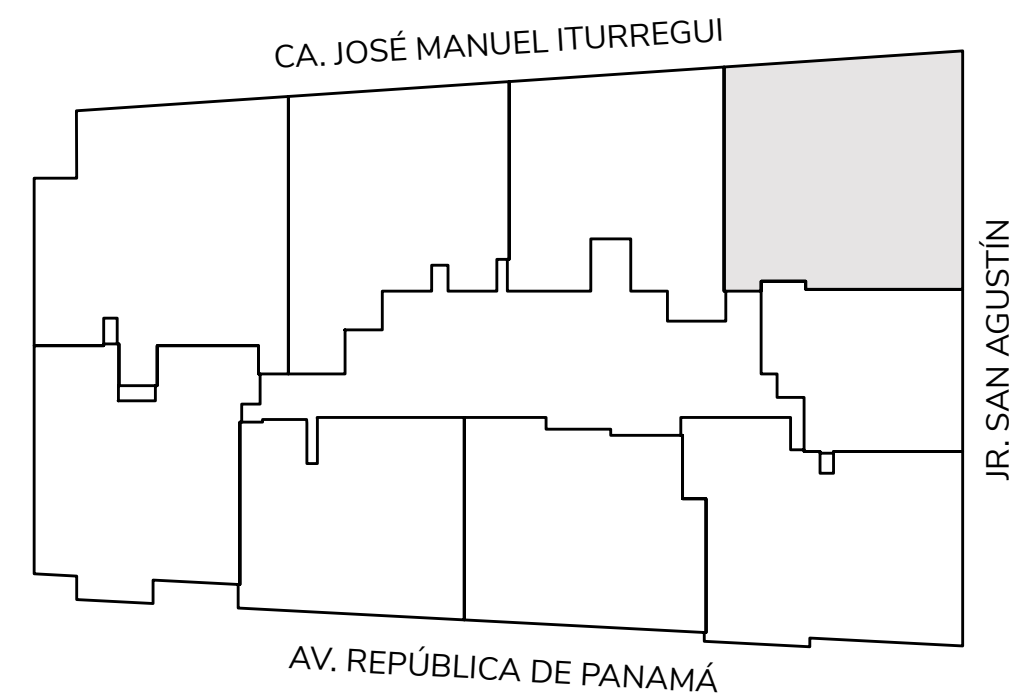 CA. JOSÉ MANUEL ITURREGUI
JR. SAN AGUSTÍN
AV. REPÚBLICA DE PANAMÁ